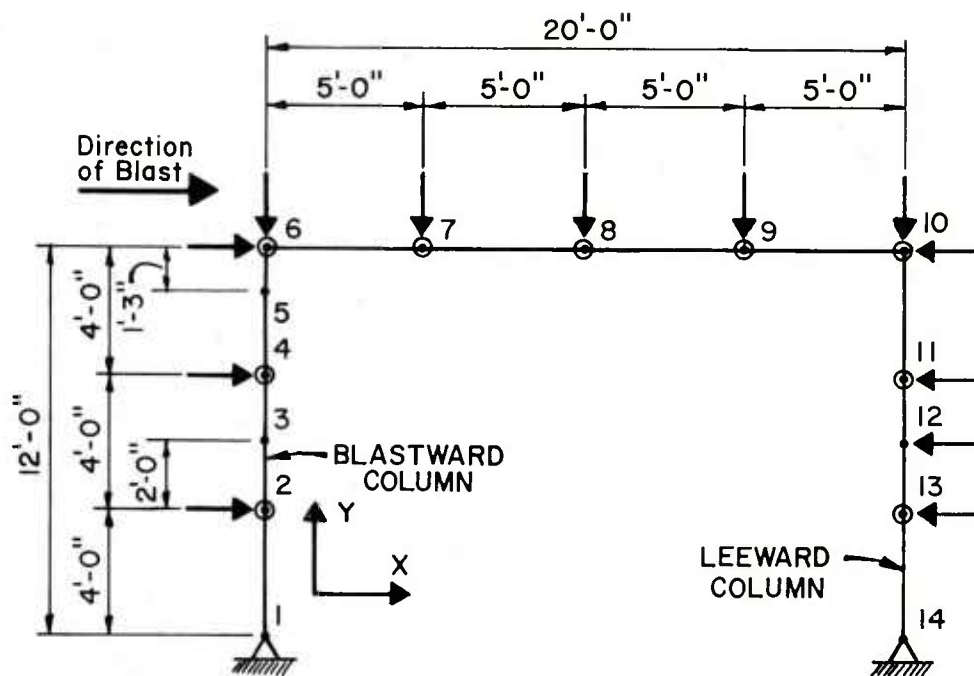 20'-0"
5'-0" 5'-0" 5'-0" 5'-0"
Direction
of Blast
6 7 8 9 10
4'-0"
1'-3"
5
4
11
12'-0"
4'-0"
3
12
2'-0"
BLASTWARD
COLUMN
2
13
Y
4'-0"
X
LEEWARD
COLUMN
1
14